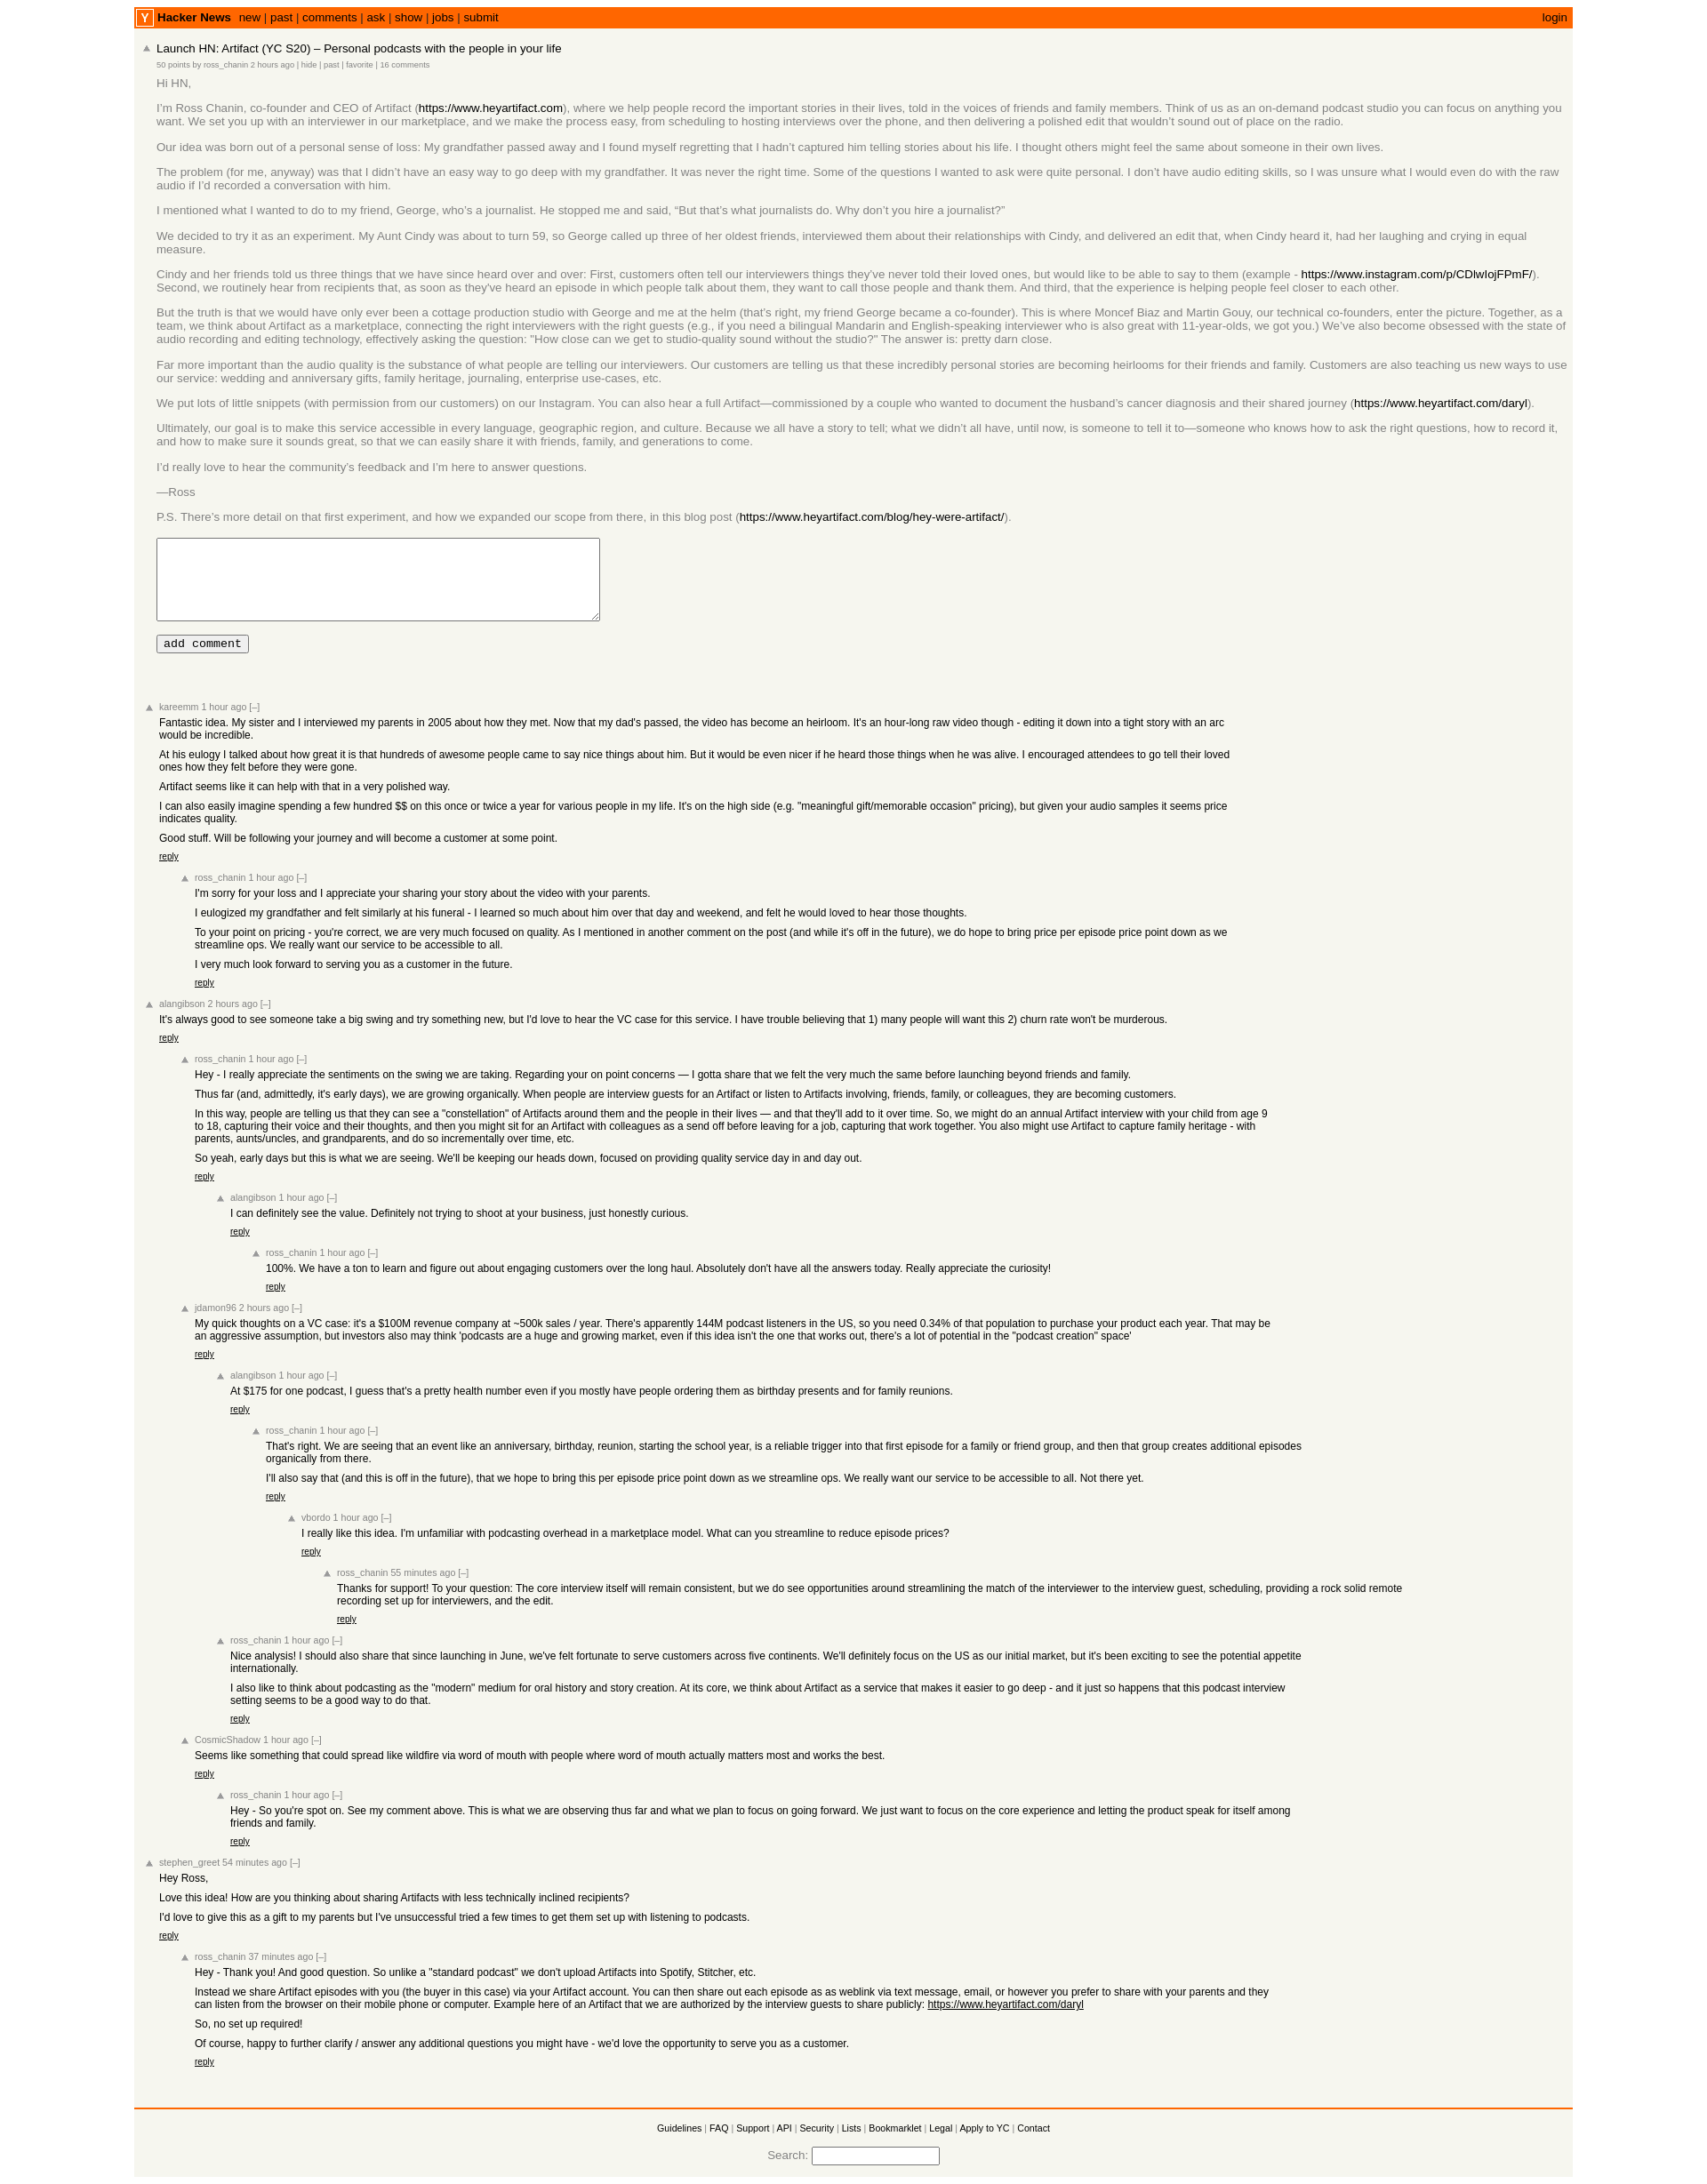 Y Hacker News new | past | comments | ask | show | jobs | submit login
Launch HN: Artifact (YC S20) – Personal podcasts with the people in your life
50 points by ross_chanin 2 hours ago | hide | past | favorite | 16 comments
Hi HN,
I’m Ross Chanin, co-founder and CEO of Artifact (https://www.heyartifact.com), where we help people record the important stories in their lives, told in the voices of friends and family members. Think of us as an on-demand podcast studio you can focus on anything you
want. We set you up with an interviewer in our marketplace, and we make the process easy, from scheduling to hosting interviews over the phone, and then delivering a polished edit that wouldn’t sound out of place on the radio.
Our idea was born out of a personal sense of loss: My grandfather passed away and I found myself regretting that I hadn’t captured him telling stories about his life. I thought others might feel the same about someone in their own lives.
The problem (for me, anyway) was that I didn’t have an easy way to go deep with my grandfather. It was never the right time. Some of the questions I wanted to ask were quite personal. I don’t have audio editing skills, so I was unsure what I would even do with the raw
audio if I’d recorded a conversation with him.
I mentioned what I wanted to do to my friend, George, who’s a journalist. He stopped me and said, “But that’s what journalists do. Why don’t you hire a journalist?”
We decided to try it as an experiment. My Aunt Cindy was about to turn 59, so George called up three of her oldest friends, interviewed them about their relationships with Cindy, and delivered an edit that, when Cindy heard it, had her laughing and crying in equal
measure.
Cindy and her friends told us three things that we have since heard over and over: First, customers often tell our interviewers things they’ve never told their loved ones, but would like to be able to say to them (example - https://www.instagram.com/p/CDlwIojFPmF/).
Second, we routinely hear from recipients that, as soon as they've heard an episode in which people talk about them, they want to call those people and thank them. And third, that the experience is helping people feel closer to each other.
But the truth is that we would have only ever been a cottage production studio with George and me at the helm (that’s right, my friend George became a co-founder). This is where Moncef Biaz and Martin Gouy, our technical co-founders, enter the picture. Together, as a
team, we think about Artifact as a marketplace, connecting the right interviewers with the right guests (e.g., if you need a bilingual Mandarin and English-speaking interviewer who is also great with 11-year-olds, we got you.) We’ve also become obsessed with the state of
audio recording and editing technology, effectively asking the question: "How close can we get to studio-quality sound without the studio?" The answer is: pretty darn close.
Far more important than the audio quality is the substance of what people are telling our interviewers. Our customers are telling us that these incredibly personal stories are becoming heirlooms for their friends and family. Customers are also teaching us new ways to use
our service: wedding and anniversary gifts, family heritage, journaling, enterprise use-cases, etc.
We put lots of little snippets (with permission from our customers) on our Instagram. You can also hear a full Artifact—commissioned by a couple who wanted to document the husband’s cancer diagnosis and their shared journey (https://www.heyartifact.com/daryl).
Ultimately, our goal is to make this service accessible in every language, geographic region, and culture. Because we all have a story to tell; what we didn’t all have, until now, is someone to tell it to—someone who knows how to ask the right questions, how to record it,
and how to make sure it sounds great, so that we can easily share it with friends, family, and generations to come.
I’d really love to hear the community’s feedback and I’m here to answer questions.
—Ross
P.S. There’s more detail on that first experiment, and how we expanded our scope from there, in this blog post (https://www.heyartifact.com/blog/hey-were-artifact/).
add comment
kareemm 1 hour ago [–]
Fantastic idea. My sister and I interviewed my parents in 2005 about how they met. Now that my dad's passed, the video has become an heirloom. It's an hour-long raw video though - editing it down into a tight story with an arc
would be incredible.
At his eulogy I talked about how great it is that hundreds of awesome people came to say nice things about him. But it would be even nicer if he heard those things when he was alive. I encouraged attendees to go tell their loved
ones how they felt before they were gone.
Artifact seems like it can help with that in a very polished way.
I can also easily imagine spending a few hundred $$ on this once or twice a year for various people in my life. It's on the high side (e.g. "meaningful gift/memorable occasion" pricing), but given your audio samples it seems price
indicates quality.
Good stuff. Will be following your journey and will become a customer at some point.
reply
ross_chanin 1 hour ago [–]
I'm sorry for your loss and I appreciate your sharing your story about the video with your parents.
I eulogized my grandfather and felt similarly at his funeral - I learned so much about him over that day and weekend, and felt he would loved to hear those thoughts.
To your point on pricing - you're correct, we are very much focused on quality. As I mentioned in another comment on the post (and while it's off in the future), we do hope to bring price per episode price point down as we
streamline ops. We really want our service to be accessible to all.
I very much look forward to serving you as a customer in the future.
reply
alangibson 2 hours ago [–]
It's always good to see someone take a big swing and try something new, but I'd love to hear the VC case for this service. I have trouble believing that 1) many people will want this 2) churn rate won't be murderous.
reply
ross_chanin 1 hour ago [–]
Hey - I really appreciate the sentiments on the swing we are taking. Regarding your on point concerns — I gotta share that we felt the very much the same before launching beyond friends and family.
Thus far (and, admittedly, it's early days), we are growing organically. When people are interview guests for an Artifact or listen to Artifacts involving, friends, family, or colleagues, they are becoming customers.
In this way, people are telling us that they can see a "constellation" of Artifacts around them and the people in their lives — and that they'll add to it over time. So, we might do an annual Artifact interview with your child from age 9
to 18, capturing their voice and their thoughts, and then you might sit for an Artifact with colleagues as a send off before leaving for a job, capturing that work together. You also might use Artifact to capture family heritage - with
parents, aunts/uncles, and grandparents, and do so incrementally over time, etc.
So yeah, early days but this is what we are seeing. We'll be keeping our heads down, focused on providing quality service day in and day out.
reply
alangibson 1 hour ago [–]
I can definitely see the value. Definitely not trying to shoot at your business, just honestly curious.
reply
ross_chanin 1 hour ago [–]
100%. We have a ton to learn and figure out about engaging customers over the long haul. Absolutely don't have all the answers today. Really appreciate the curiosity!
reply
jdamon96 2 hours ago [–]
My quick thoughts on a VC case: it's a $100M revenue company at ~500k sales / year. There's apparently 144M podcast listeners in the US, so you need 0.34% of that population to purchase your product each year. That may be
an aggressive assumption, but investors also may think 'podcasts are a huge and growing market, even if this idea isn't the one that works out, there's a lot of potential in the "podcast creation" space'
reply
alangibson 1 hour ago [–]
At $175 for one podcast, I guess that's a pretty health number even if you mostly have people ordering them as birthday presents and for family reunions.
reply
ross_chanin 1 hour ago [–]
That's right. We are seeing that an event like an anniversary, birthday, reunion, starting the school year, is a reliable trigger into that first episode for a family or friend group, and then that group creates additional episodes
organically from there.
I'll also say that (and this is off in the future), that we hope to bring this per episode price point down as we streamline ops. We really want our service to be accessible to all. Not there yet.
reply
vbordo 1 hour ago [–]
I really like this idea. I'm unfamiliar with podcasting overhead in a marketplace model. What can you streamline to reduce episode prices?
reply
ross_chanin 55 minutes ago [–]
Thanks for support! To your question: The core interview itself will remain consistent, but we do see opportunities around streamlining the match of the interviewer to the interview guest, scheduling, providing a rock solid remote
recording set up for interviewers, and the edit.
reply
ross_chanin 1 hour ago [–]
Nice analysis! I should also share that since launching in June, we've felt fortunate to serve customers across five continents. We'll definitely focus on the US as our initial market, but it's been exciting to see the potential appetite
internationally.
I also like to think about podcasting as the "modern" medium for oral history and story creation. At its core, we think about Artifact as a service that makes it easier to go deep - and it just so happens that this podcast interview
setting seems to be a good way to do that.
reply
CosmicShadow 1 hour ago [–]
Seems like something that could spread like wildfire via word of mouth with people where word of mouth actually matters most and works the best.
reply
ross_chanin 1 hour ago [–]
Hey - So you're spot on. See my comment above. This is what we are observing thus far and what we plan to focus on going forward. We just want to focus on the core experience and letting the product speak for itself among
friends and family.
reply
stephen_greet 54 minutes ago [–]
Hey Ross,
Love this idea! How are you thinking about sharing Artifacts with less technically inclined recipients?
I'd love to give this as a gift to my parents but I've unsuccessful tried a few times to get them set up with listening to podcasts.
reply
ross_chanin 37 minutes ago [–]
Hey - Thank you! And good question. So unlike a "standard podcast" we don't upload Artifacts into Spotify, Stitcher, etc.
Instead we share Artifact episodes with you (the buyer in this case) via your Artifact account. You can then share out each episode as as weblink via text message, email, or however you prefer to share with your parents and they
can listen from the browser on their mobile phone or computer. Example here of an Artifact that we are authorized by the interview guests to share publicly: https://www.heyartifact.com/daryl
So, no set up required!
Of course, happy to further clarify / answer any additional questions you might have - we'd love the opportunity to serve you as a customer.
reply
Guidelines | FAQ | Support | API | Security | Lists | Bookmarklet | Legal | Apply to YC | Contact
Search: